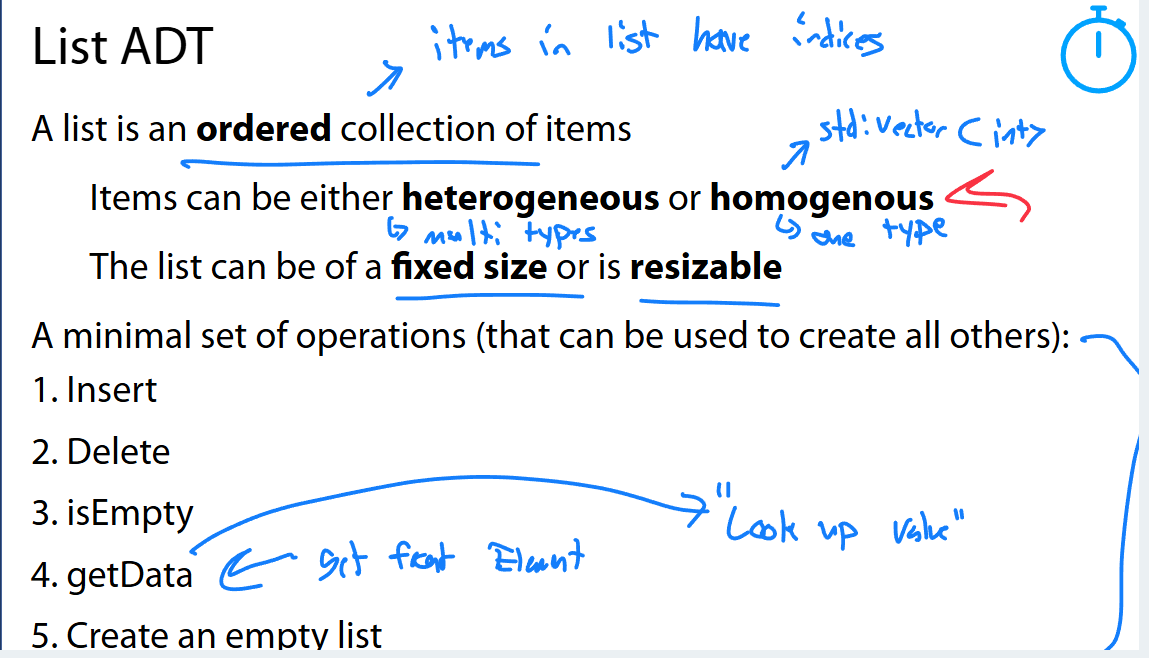 List ADT
items in list have indices
A list is an ordered collection of items
std:vector <int>
Items can be either heterogeneous or homogenous
↳ multi types
↳ one type
The list can be of a fixed size or is resizable
A minimal set of operations (that can be used to create all others):
1. Insert
2. Delete
3. isEmpty
"Look up value"
4. getData
get front Element
5. Create an empty list